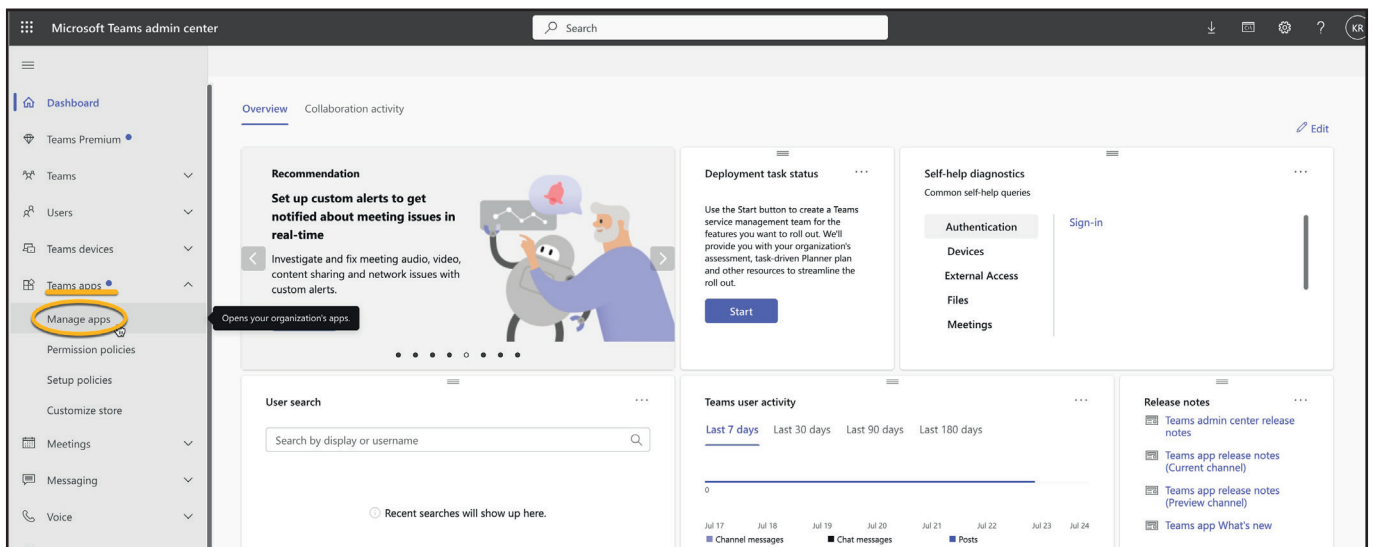 Microsoft Teams admin center
Search
KR
Dashboard
Teams Premium
Teams
Users
Teams devices
Teams apps
Manage apps
Opens your organization's apps.
Permission policies
Setup policies
Customize store
Meetings
Messaging
Voice
Overview
Collaboration activity
Edit
Recommendation
Set up custom alerts to get
notified about meeting issues in
real-time
Investigate and fix meeting audio, video,
content sharing and network issues with
custom alerts.
Deployment task status
Use the Start button to create a Teams
service management team for the
features you want to roll out. We'll
provide you with your organization's
assessment, task-driven Planner plan
and other resources to streamline the
roll out.
Start
Self-help diagnostics
Common self-help queries
Authentication
Devices
External Access
Files
Meetings
Sign-in
User search
Search by display or username
Recent searches will show up here.
Teams user activity
Last 7 days
Last 30 days
Last 90 days
Last 180 days
0
Jul 17
Jul 18
Jul 19
Jul 20
Jul 21
Jul 22
Jul 23
Jul 24
Channel messages
Chat messages
Posts
Release notes
Teams admin center release
notes
Teams app release notes
(Current channel)
Teams app release notes
(Preview channel)
Teams app What's new